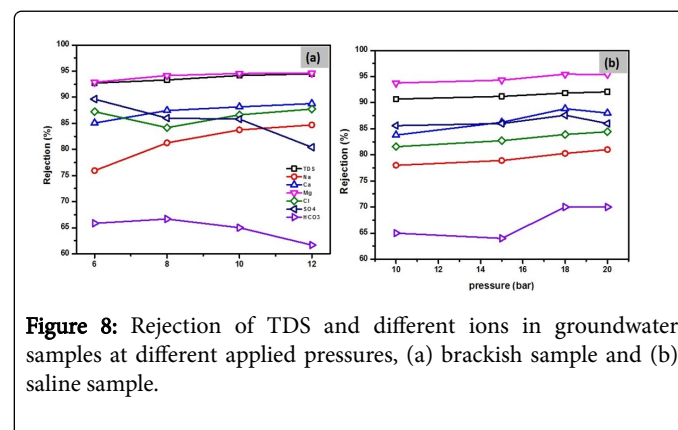 100
95
90
85
80
75
70
65
60
Rejection (%)
(a)
TDS
Na
Ca
Mg
Cl
SO4
HCO3
6 8 10 12
100
95
90
85
80
75
70
65
60
Rejection (%)
(b)
10 12 14 16 18 20
pressure (bar)
Figure 8: Rejection of TDS and different ions in groundwater
samples at different applied pressures, (a) brackish sample and (b)
saline sample.